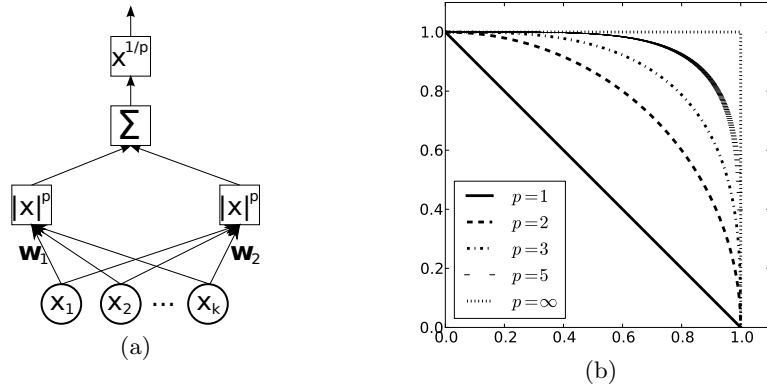 x^{1/p}
Σ
|x|^p |x|^p
w_1 w_2
x_1 x_2 ... x_k
(a)
1.0
0.8
0.6
0.4
0.2
0.0
0.0 0.2 0.4 0.6 0.8 1.0
p = 1
p = 2
p = 3
p = 5
p = ∞
(b)